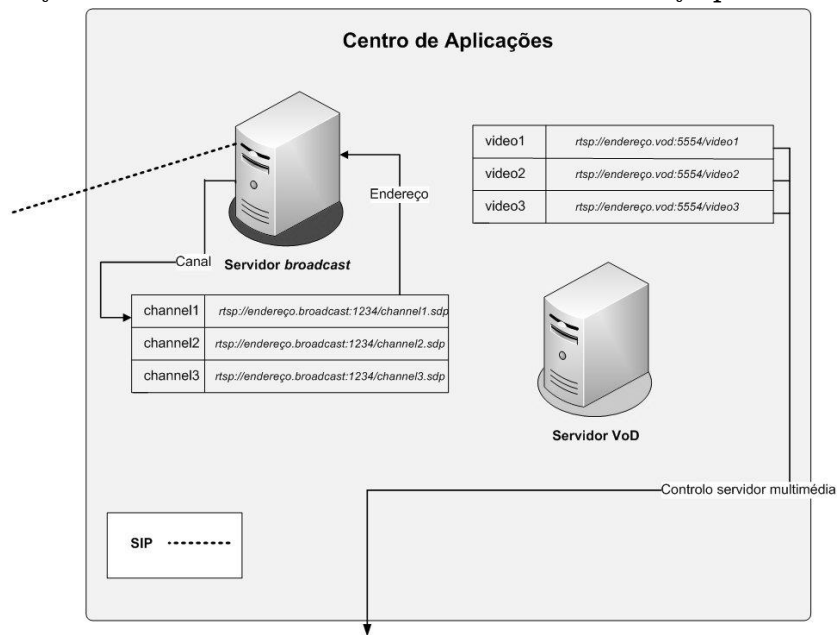 Centro de Aplicações
video1 rtsp://endereço.vod:5554/video1
video2 rtsp://endereço.vod:5554/video2
video3 rtsp://endereço.vod:5554/video3
Endereço
Canal
Servidor broadcast
channel1 rtsp://endereço.broadcast:1234/channel1.sdp
channel2 rtsp://endereço.broadcast:1234/channel2.sdp
channel3 rtsp://endereço.broadcast:1234/channel3.sdp
Servidor VoD
Controlo servidor multimédia
SIP